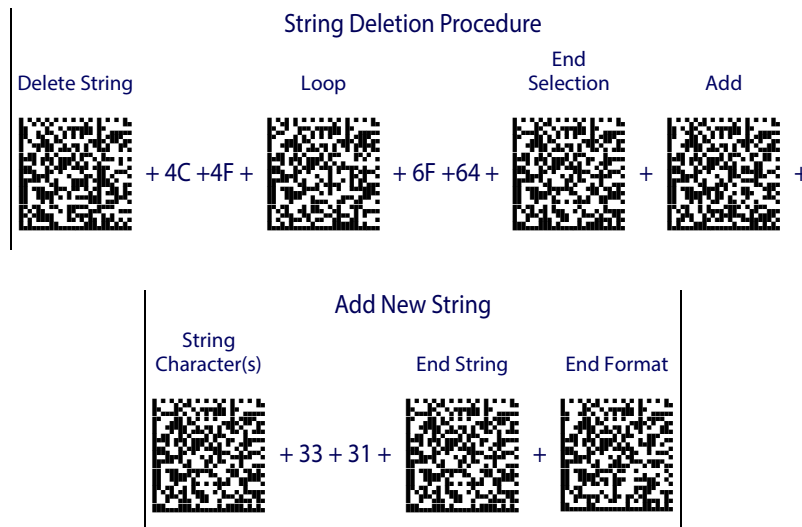 String Deletion Procedure
Delete String
Loop
End
Selection
Add
+ 4C +4F +
+ 6F +64 +
+
+
Add New String
String
Character(s)
End String
End Format
+ 33 + 31 +
+